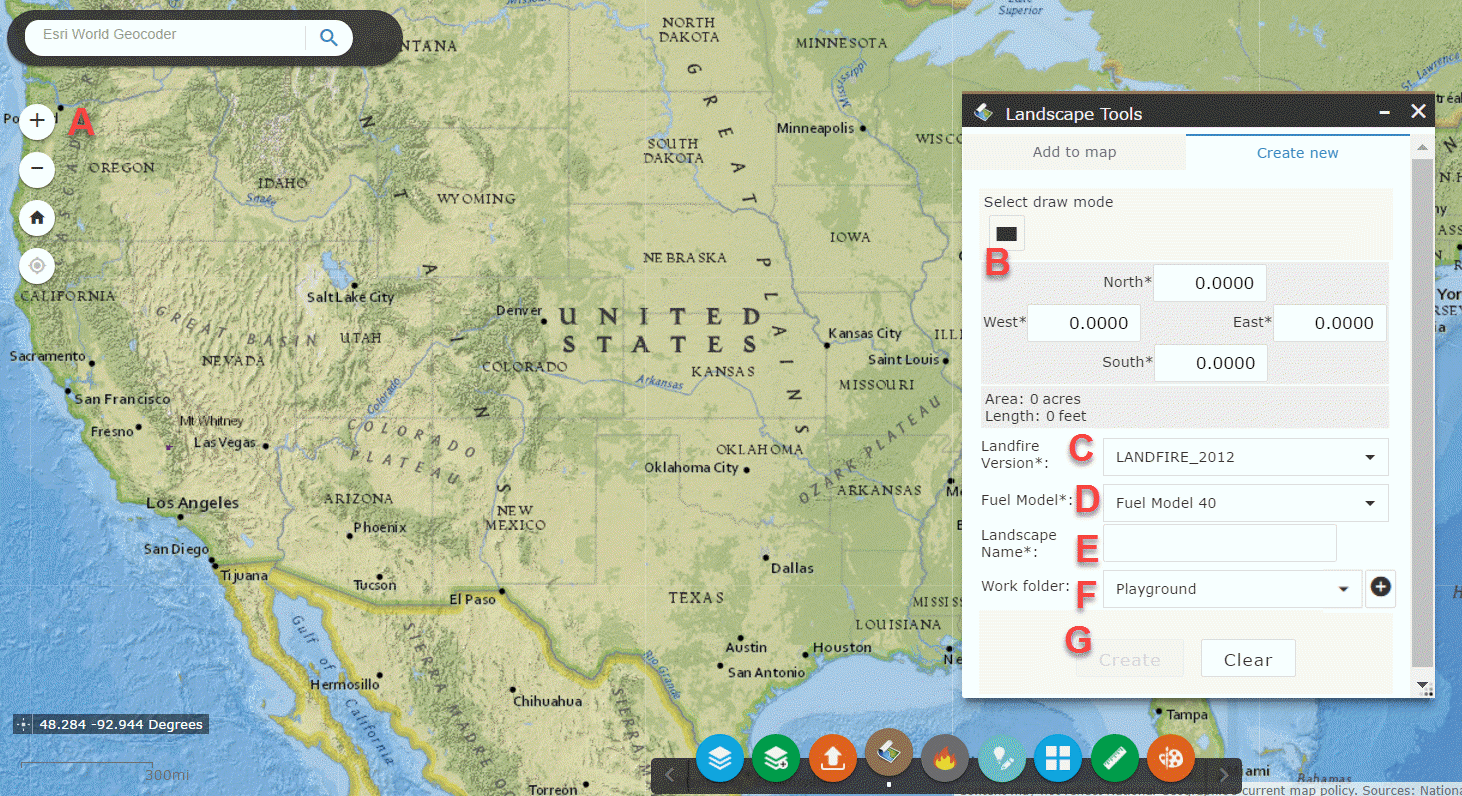 Esri World Geocoder
Superior
NORTH
DAKOTA
MINNESOTA
Mississippi
St. Lawrence
A
OREGON
IDAHO
Snake
WYOMING
SOUTH
DAKOTA
Minneapolis
IOWA
NEBRASKA
GREAT PLAINS
CALIFORNIA
Salt Lake City
GREAT BASIN
NEVADA
UTAH
Denver
UNITED
STATES
COLORADO
Colorado
KANSAS
Arkansas
Kansas City
Saint Louis
MISSOURI
Sacramento
San Francisco
Fresno
Mt Whitney
Las Vegas
COLORADO
PLATEAU
OKLAHOMA
Oklahoma City
OZARK PLATEAU
ARKANSAS
Los Angeles
ARIZONA
Phoenix
NEW
MEXICO
San Diego
Tijuana
Tucson
El Paso
Dallas
TEXAS
LOUISIANA
Austin
Houston
San Antonio
Rio Grande
Gulf of
California
Hermosillo
Chihuahua
SIERRA MADRE
SIERRA
Torreón
Tampa
Bahamas
Landscape Tools
Add to map
Create new
Select draw mode
B
North* 0.0000
West* 0.0000 East* 0.0000
South* 0.0000
Area: 0 acres
Length: 0 feet
Landfire
Version*: C LANDFIRE_2012
Fuel Model*: D Fuel Model 40
Landscape
Name*: E
Work folder: F Playground
G
Create Clear
48.284 -92.944 Degrees
300mi
current map policy. Sources: Nationa